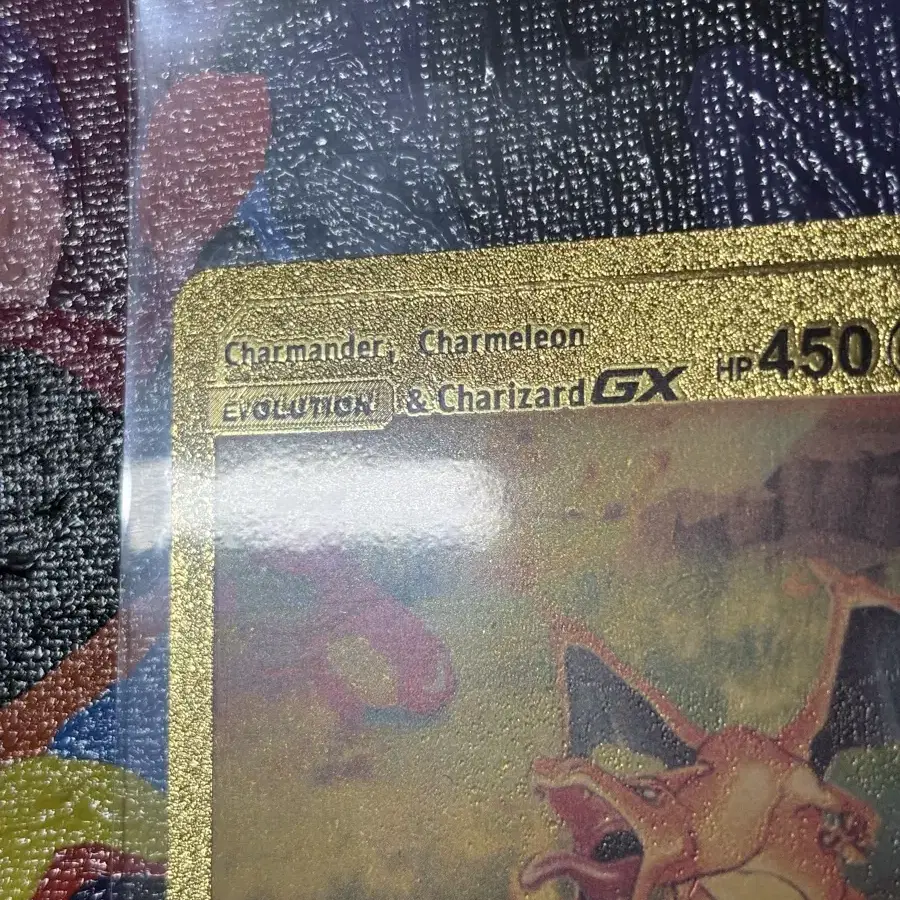 Charmander, Charmeleon
EVOLUTION & Charizard GX HP 450